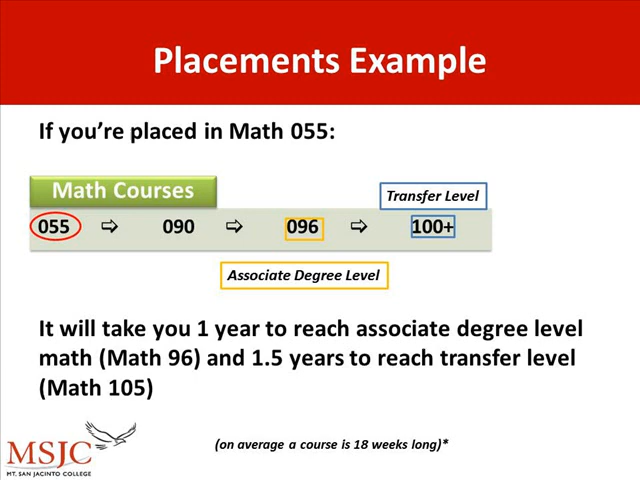 Placements Example
If you're placed in Math 055:
Math Courses
Transfer Level
055 ⇨ 090 ⇨ 096 ⇨ 100+
Associate Degree Level
It will take you 1 year to reach associate degree level
math (Math 96) and 1.5 years to reach transfer level
(Math 105)
(on average a course is 18 weeks long)*
MSJC
MT. SAN JACINTO COLLEGE